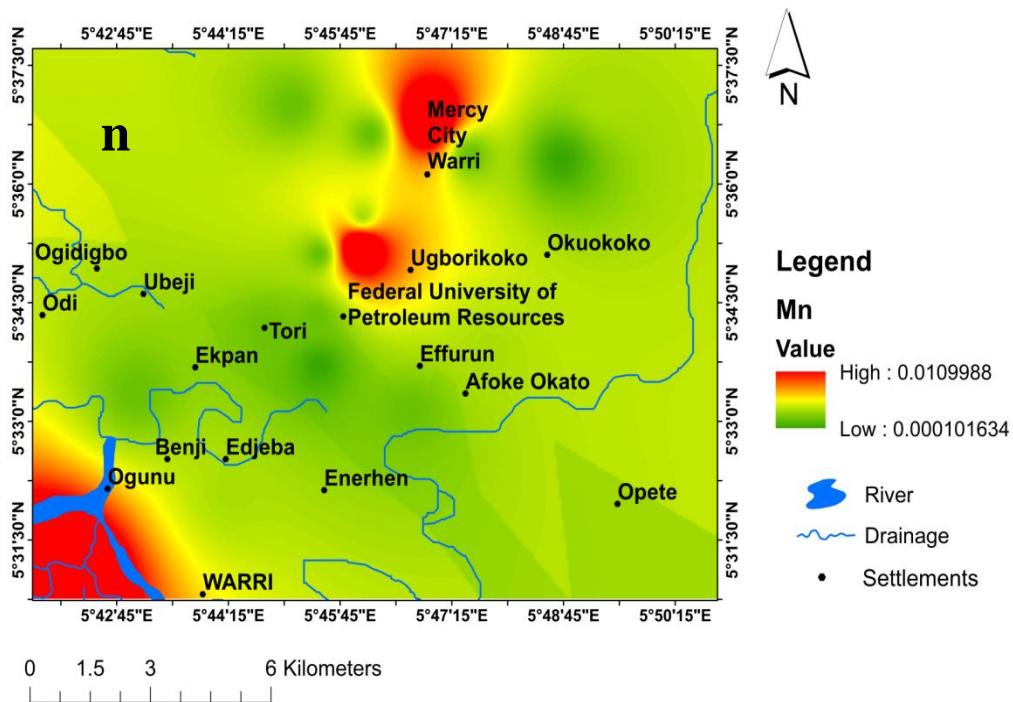 5°42'45"E 5°44'15"E 5°45'45"E 5°47'15"E 5°48'45"E 5°50'15"E
5°37'30"N
5°37'30"N
N
n
Mercy
City
Warri
5°36'0"N
5°36'0"N
Ogidigbo
Ugborikoko
Okuokoko
Ubeji
Odi
5°34'30"N
5°34'30"N
Federal University of
Petroleum Resources
Tori
Ekpan
Effurun
Afoke Okato
5°33'0"N
5°33'0"N
Benji
Edjeba
Ogunu
Enerhen
Opete
5°31'30"N
5°31'30"N
WARRI
5°42'45"E 5°44'15"E 5°45'45"E 5°47'15"E 5°48'45"E 5°50'15"E
Legend
Mn
Value
High : 0.0109988
Low : 0.000101634
River
Drainage
Settlements
0 1.5 3 6 Kilometers